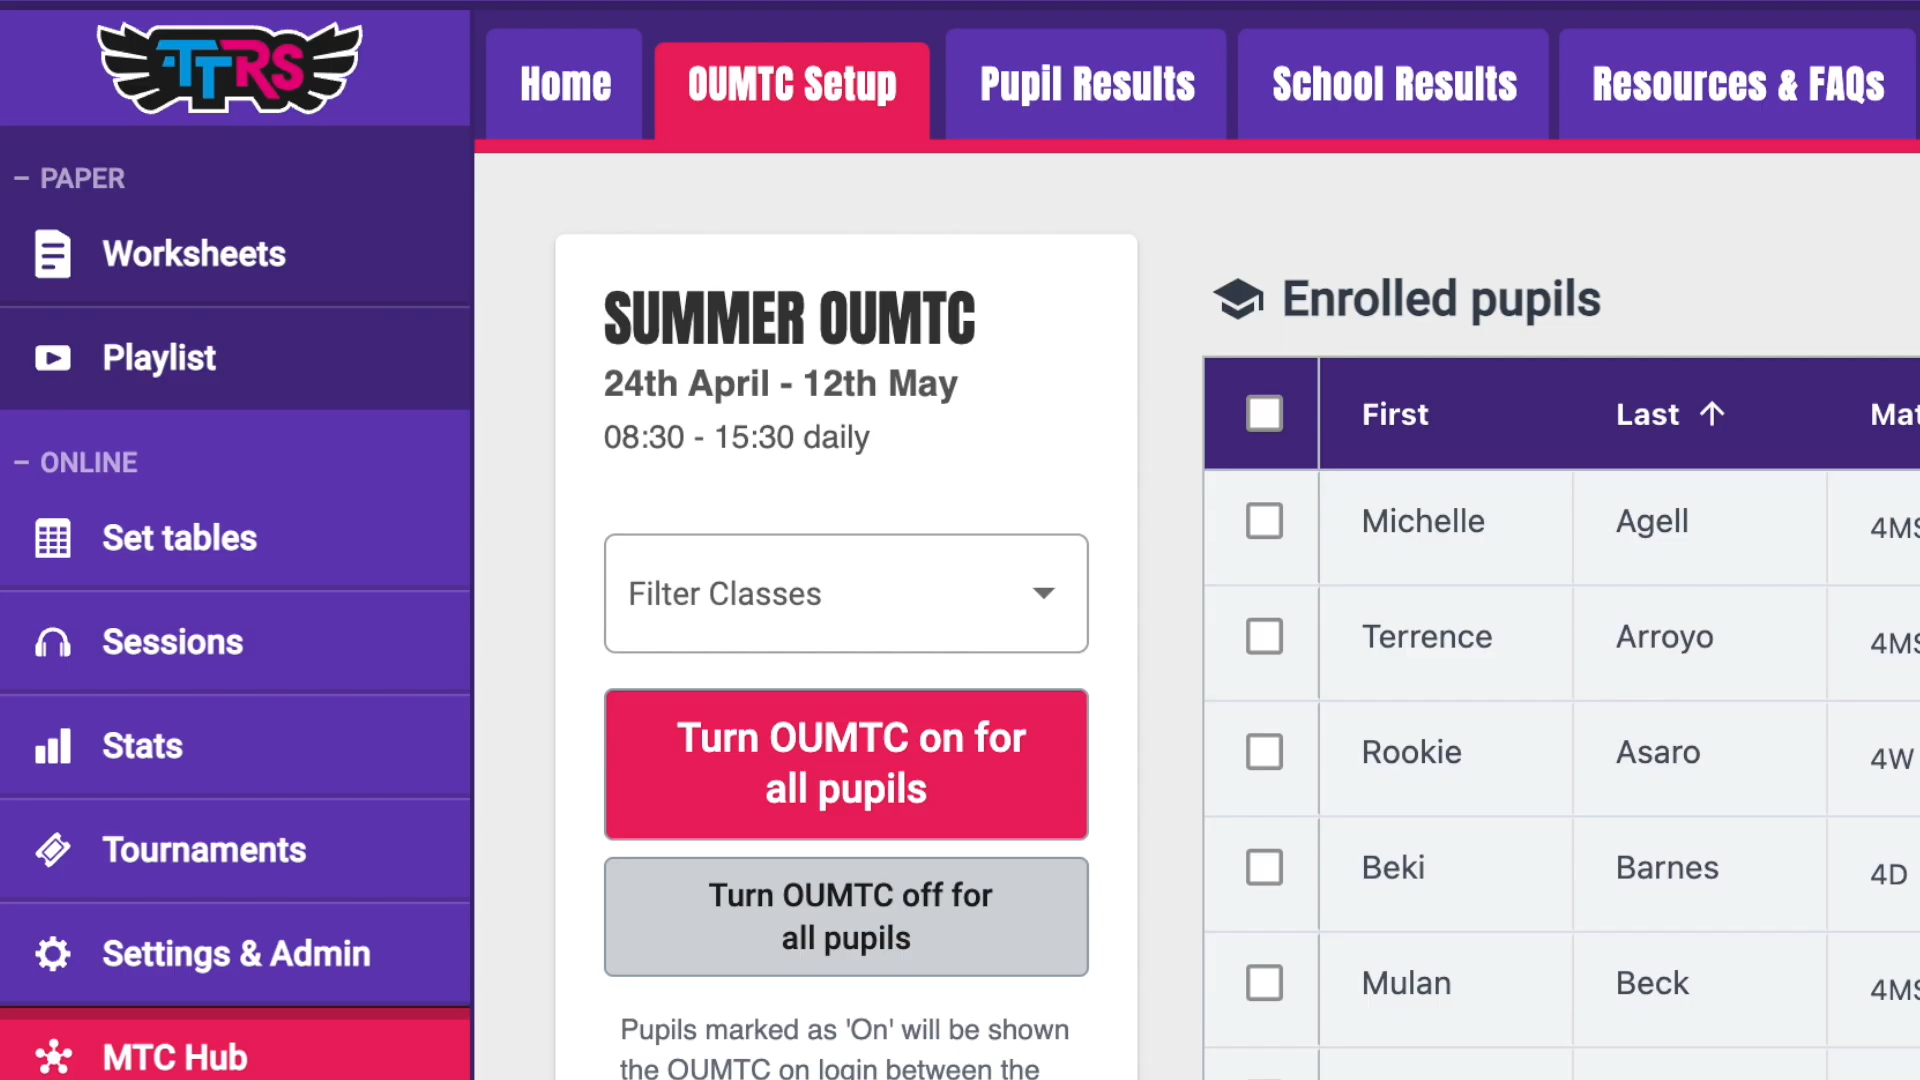 TTRS
Home
OUMTC Setup
Pupil Results
School Results
Resources & FAQs
– PAPER
Worksheets
Playlist
– ONLINE
Set tables
Sessions
Stats
Tournaments
Settings & Admin
MTC Hub
SUMMER OUMTC
24th April - 12th May
08:30 - 15:30 daily
Filter Classes
Turn OUMTC on for
all pupils
Turn OUMTC off for
all pupils
Pupils marked as 'On' will be shown
the OUMTC on login between the
Enrolled pupils
First Last ↑ Mat
Michelle Agell 4MS
Terrence Arroyo 4MS
Rookie Asaro 4W
Beki Barnes 4D
Mulan Beck 4MS